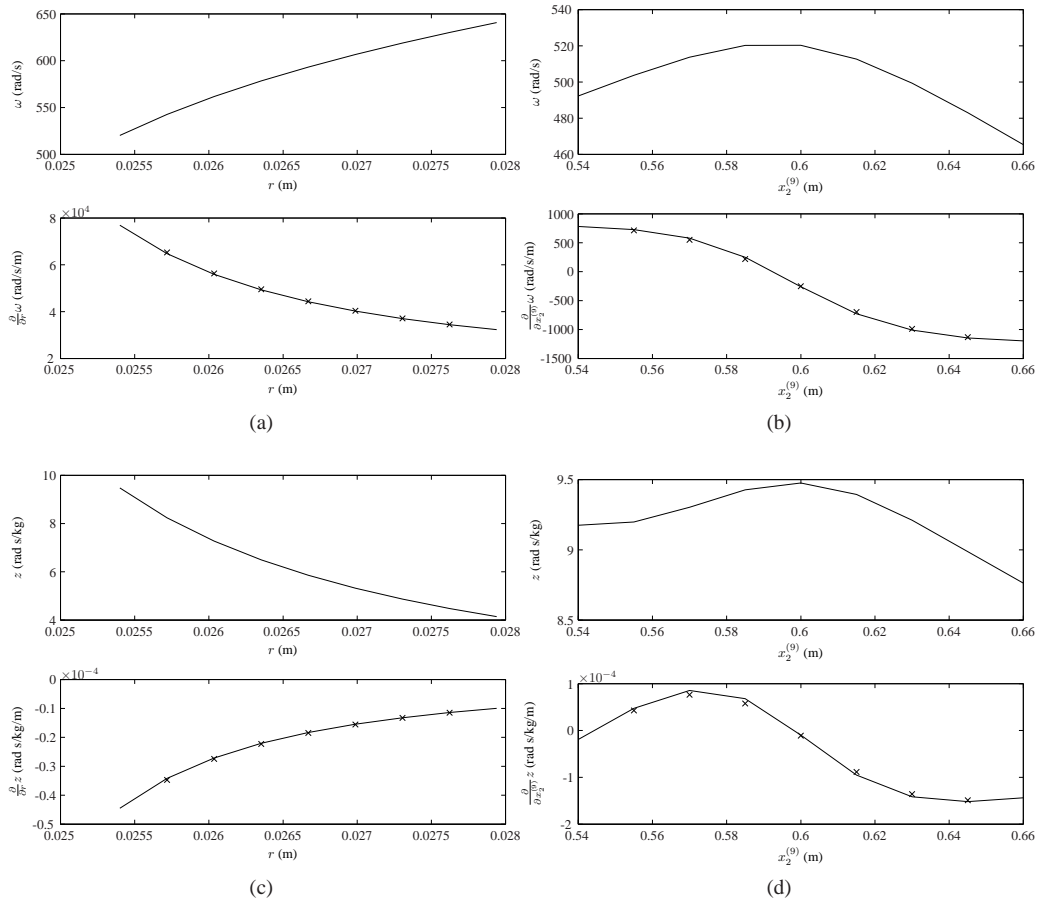 650
600
550
500
ω (rad/s)
0.025 0.0255 0.026 0.0265 0.027 0.0275 0.028
r (m)
×10⁴
8
6
4
2
∂/∂r ω (rad/s/m)
0.025 0.0255 0.026 0.0265 0.027 0.0275 0.028
r (m)
(a)
540
520
500
480
460
ω (rad/s)
0.54 0.56 0.58 0.6 0.62 0.64 0.66
x₂⁽⁹⁾ (m)
1000
500
0
-500
-1000
-1500
∂/∂x₂⁽⁹⁾ ω (rad/s/m)
0.54 0.56 0.58 0.6 0.62 0.64 0.66
x₂⁽⁹⁾ (m)
(b)
10
8
6
4
z (rad s/kg)
0.025 0.0255 0.026 0.0265 0.027 0.0275 0.028
r (m)
×10⁻⁴
0
-0.1
-0.3
-0.4
-0.5
∂/∂r z (rad s/kg/m)
0.025 0.0255 0.026 0.0265 0.027 0.0275 0.028
r (m)
(c)
9.5
9
8.5
z (rad s/kg)
0.54 0.56 0.58 0.6 0.62 0.64 0.66
x₂⁽⁹⁾ (m)
×10⁻⁴
1
0
-1
-2
∂/∂x₂⁽⁹⁾ z (rad s/kg/m)
0.54 0.56 0.58 0.6 0.62 0.64 0.66
x₂⁽⁹⁾ (m)
(d)